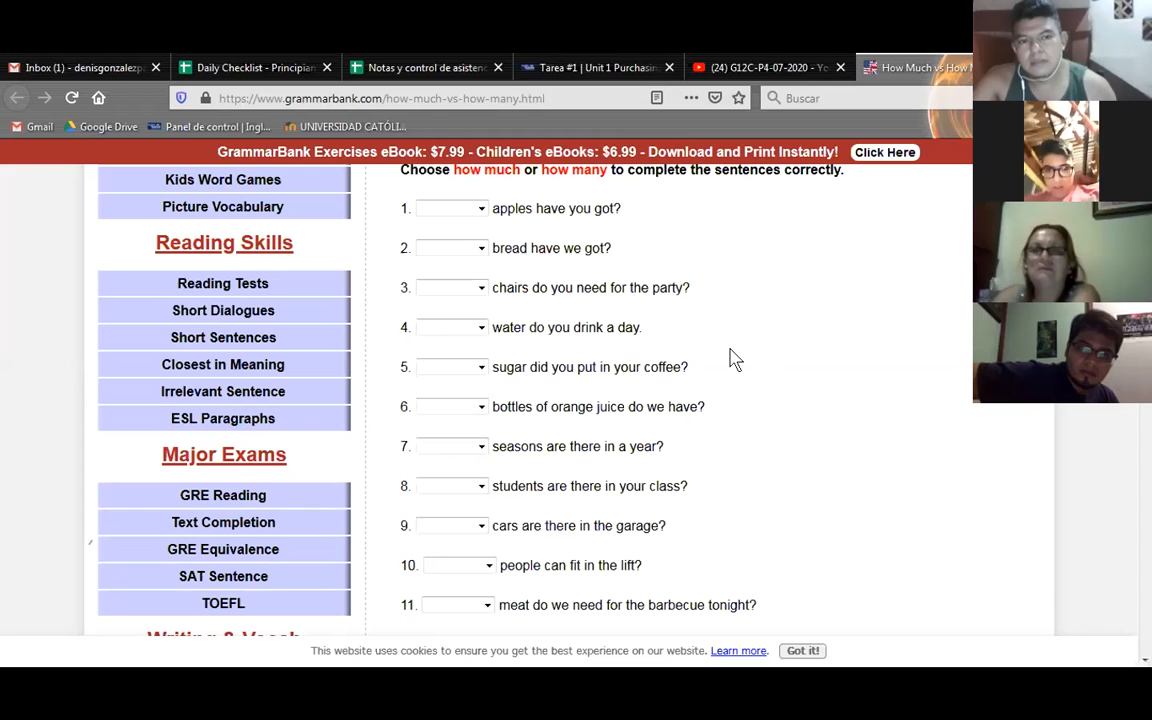 Inbox (1) - denisgonzalezp
Daily Checklist - Principian
Notas y control de asistenc
Tarea #1 | Unit 1 Purchasin
(24) G12C-P4-07-2020 - Yo
How Much vs How M
https://www.grammarbank.com/how-much-vs-how-many.html
Buscar
Gmail
Google Drive
Panel de control | Ingl...
UNIVERSIDAD CATÓLI...
GrammarBank Exercises eBook: $7.99 - Children's eBooks: $6.99 - Download and Print Instantly!
Click Here
Kids Word Games
Picture Vocabulary
Reading Skills
Reading Tests
Short Dialogues
Short Sentences
Closest in Meaning
Irrelevant Sentence
ESL Paragraphs
Major Exams
GRE Reading
Text Completion
GRE Equivalence
SAT Sentence
TOEFL
Writing & Vocab
Choose how much or how many to complete the sentences correctly.
1. apples have you got?
2. bread have we got?
3. chairs do you need for the party?
4. water do you drink a day.
5. sugar did you put in your coffee?
6. bottles of orange juice do we have?
7. seasons are there in a year?
8. students are there in your class?
9. cars are there in the garage?
10. people can fit in the lift?
11. meat do we need for the barbecue tonight?
This website uses cookies to ensure you get the best experience on our website. Learn more.
Got it!